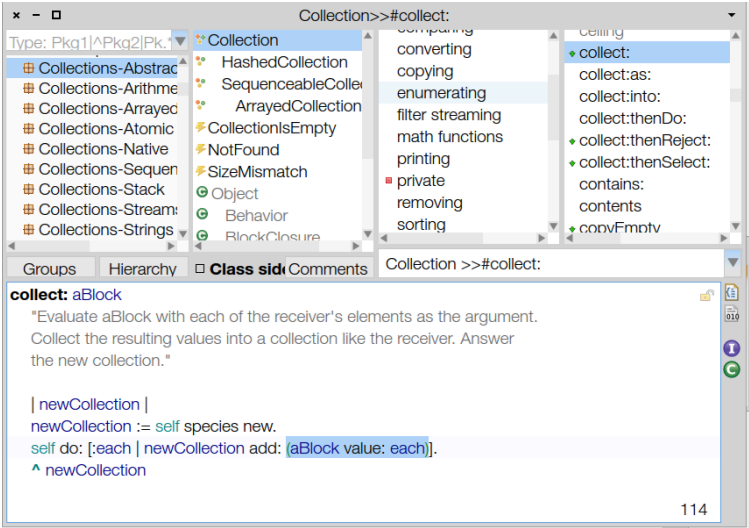 Collection>>#collect:
Type: Pkg1|^Pkg2|Pk.*
Collections-Abstrac
Collections-Arithme
Collections-Arrayed
Collections-Atomic
Collections-Native
Collections-Sequen
Collections-Stack
Collections-Streams
Collections-Strings
Collection
HashedCollection
SequenceableCollec
ArrayedCollection
CollectionIsEmpty
NotFound
SizeMismatch
Object
Behavior
BlockClosure
comparing
converting
copying
enumerating
filter streaming
math functions
printing
private
removing
sorting
ceiling
collect:
collect:as:
collect:into:
collect:thenDo:
collect:thenReject:
collect:thenSelect:
contains:
contents
copyEmpty
Groups
Hierarchy
Class side
Comments
Collection >>#collect:
collect: aBlock
"Evaluate aBlock with each of the receiver's elements as the argument.
Collect the resulting values into a collection like the receiver. Answer
the new collection."
| newCollection |
newCollection := self species new.
self do: [:each | newCollection add: (aBlock value: each)].
^ newCollection
114
010
I
C